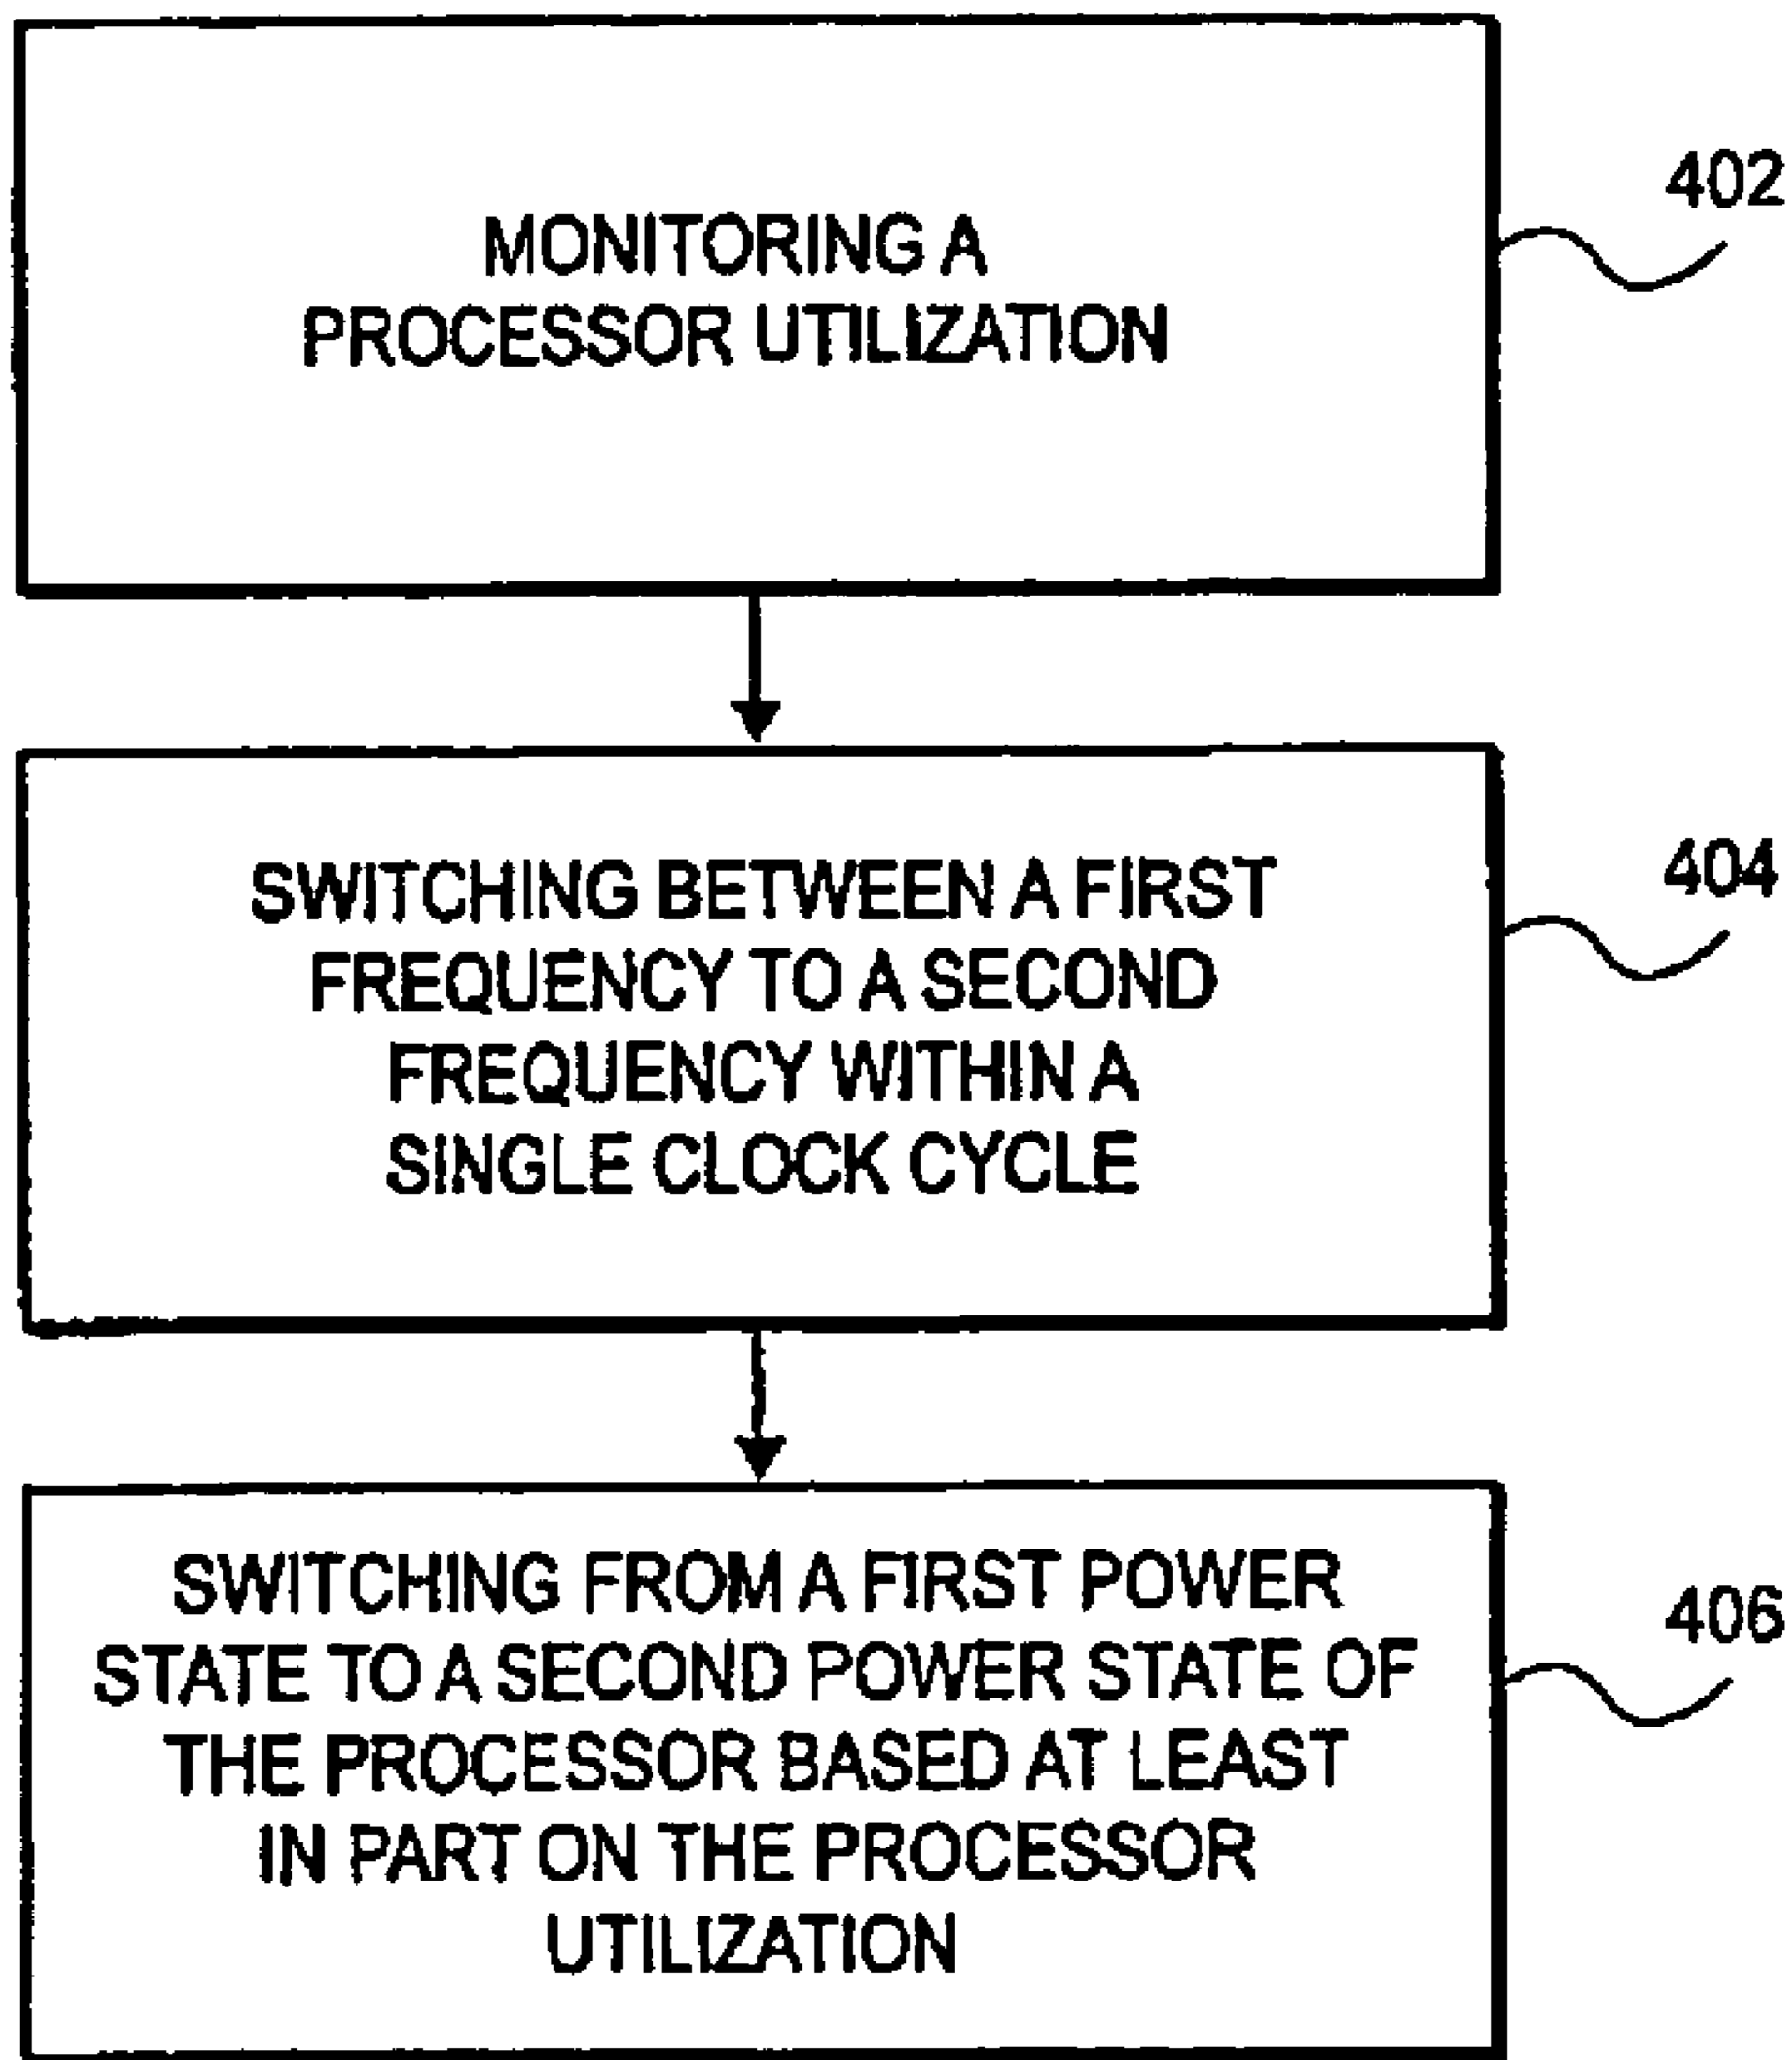 402
MONITORING A
PROCESSOR UTILIZATION
404
SWITCHING BETWEEN A FIRST
FREQUENCY TO A SECOND
FREQUENCY WITHIN A
SINGLE CLOCK CYCLE
406
SWITCHING FROM A FIRST POWER
STATE TO A SECOND POWER STATE OF
THE PROCESSOR BASED AT LEAST
IN PART ON THE PROCESSOR
UTILIZATION